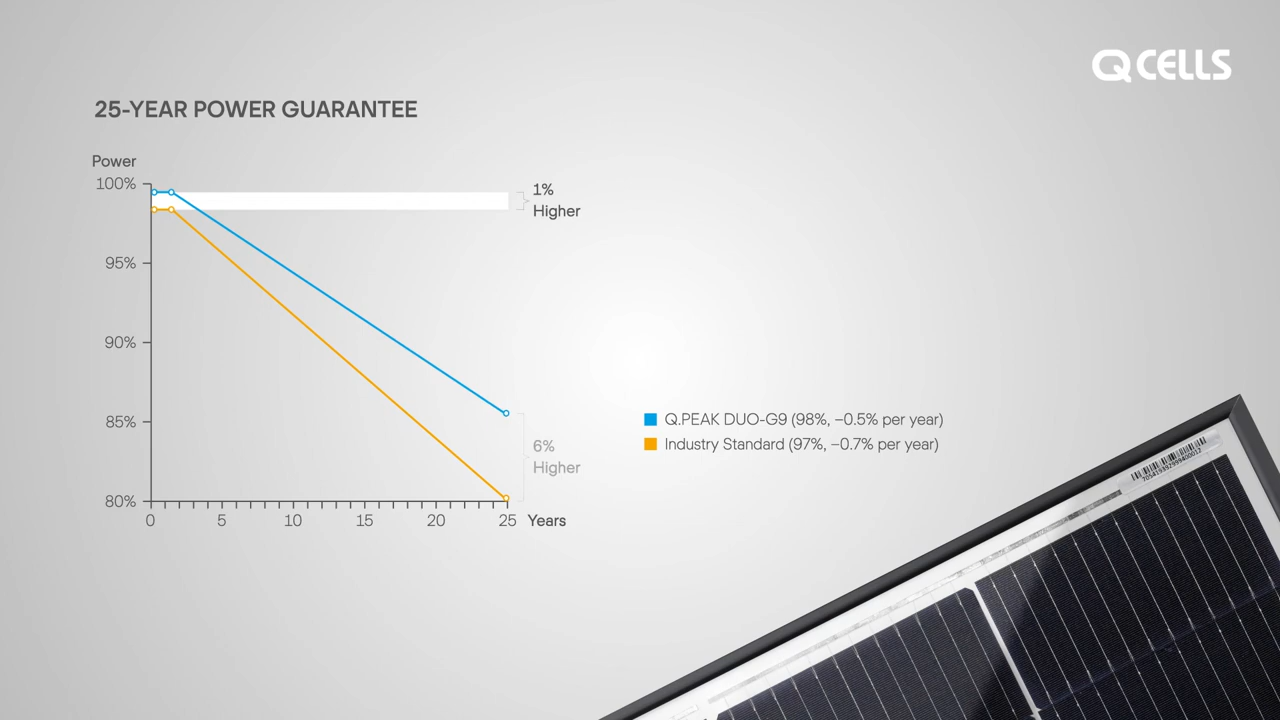 Q CELLS
25-YEAR POWER GUARANTEE
Power
100%
95%
90%
85%
80%
0 5 10 15 20 25 Years
1%
Higher
6%
Higher
Q.PEAK DUO-G9 (98%, −0.5% per year)
Industry Standard (97%, −0.7% per year)